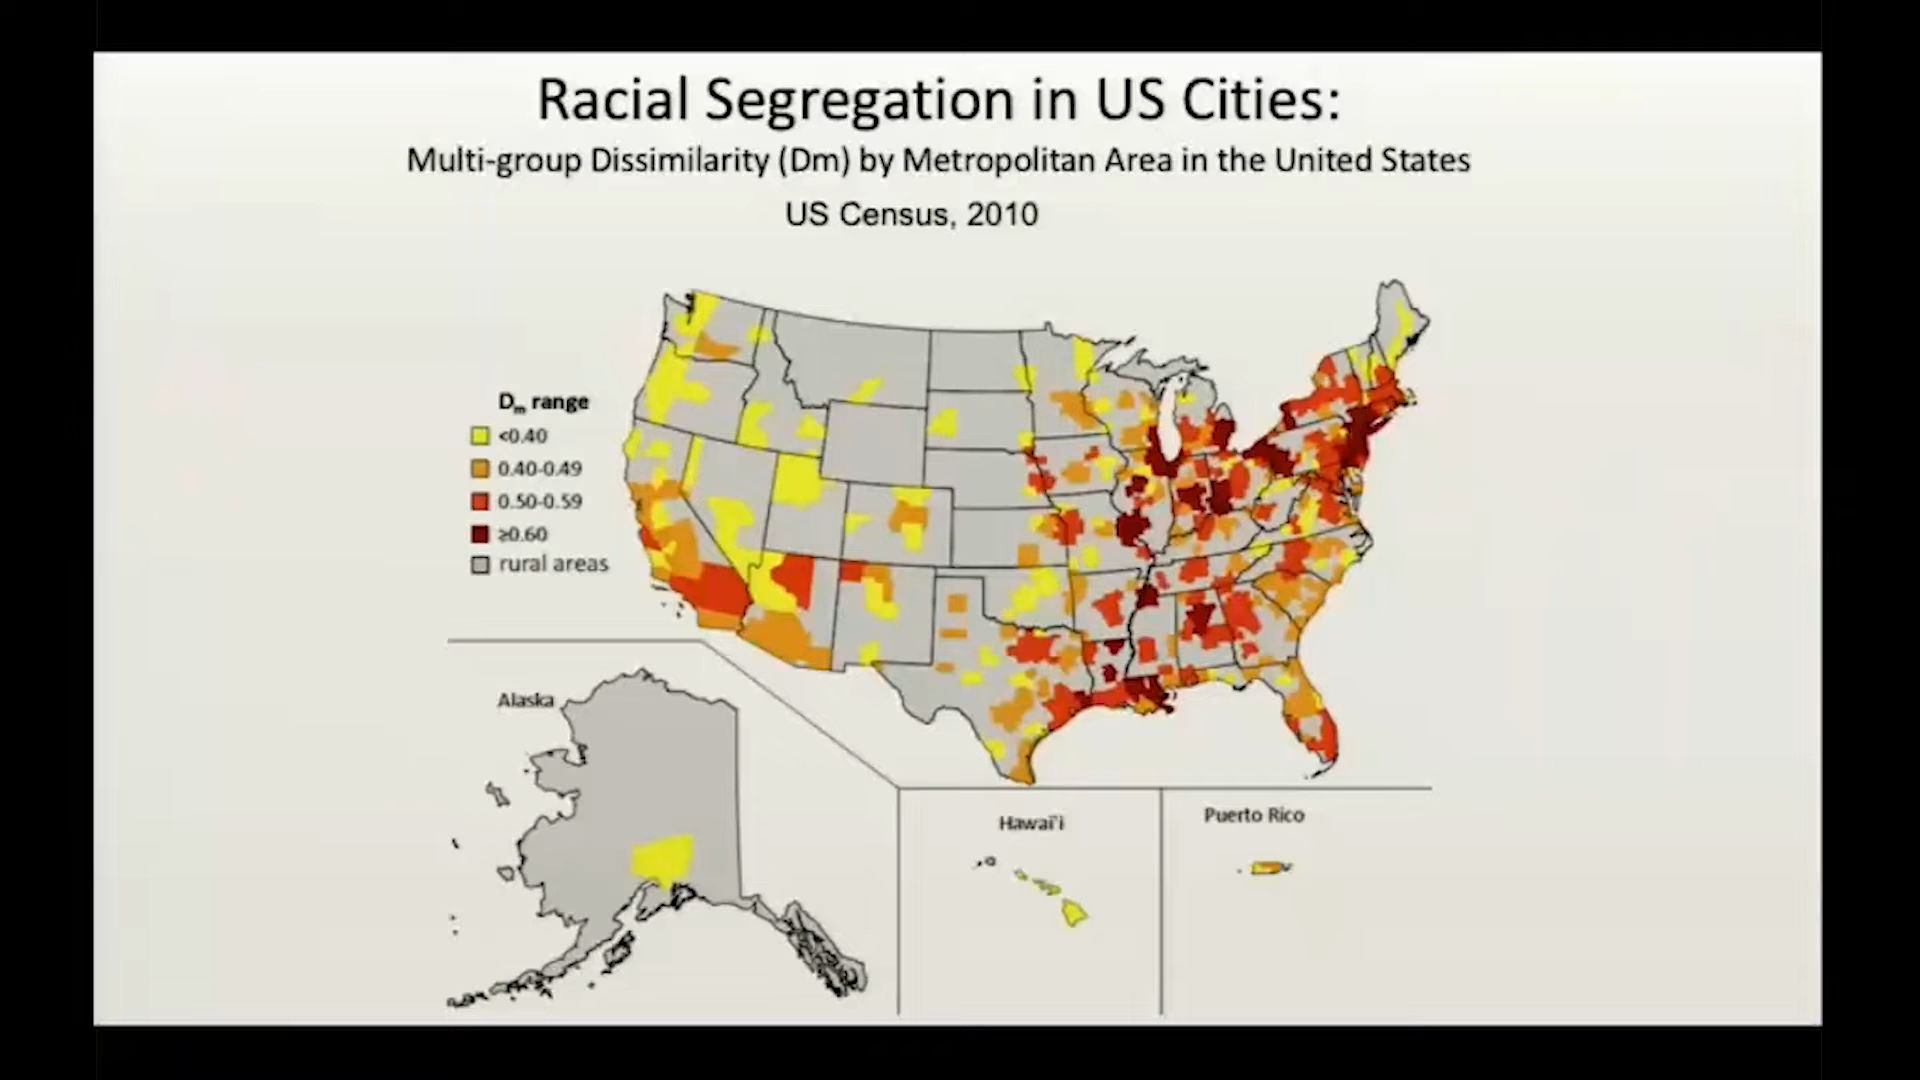 Racial Segregation in US Cities:
Multi-group Dissimilarity (Dm) by Metropolitan Area in the United States
US Census, 2010
Dm range
<0.40
0.40-0.49
0.50-0.59
≥0.60
rural areas
Alaska
Hawai'i
Puerto Rico